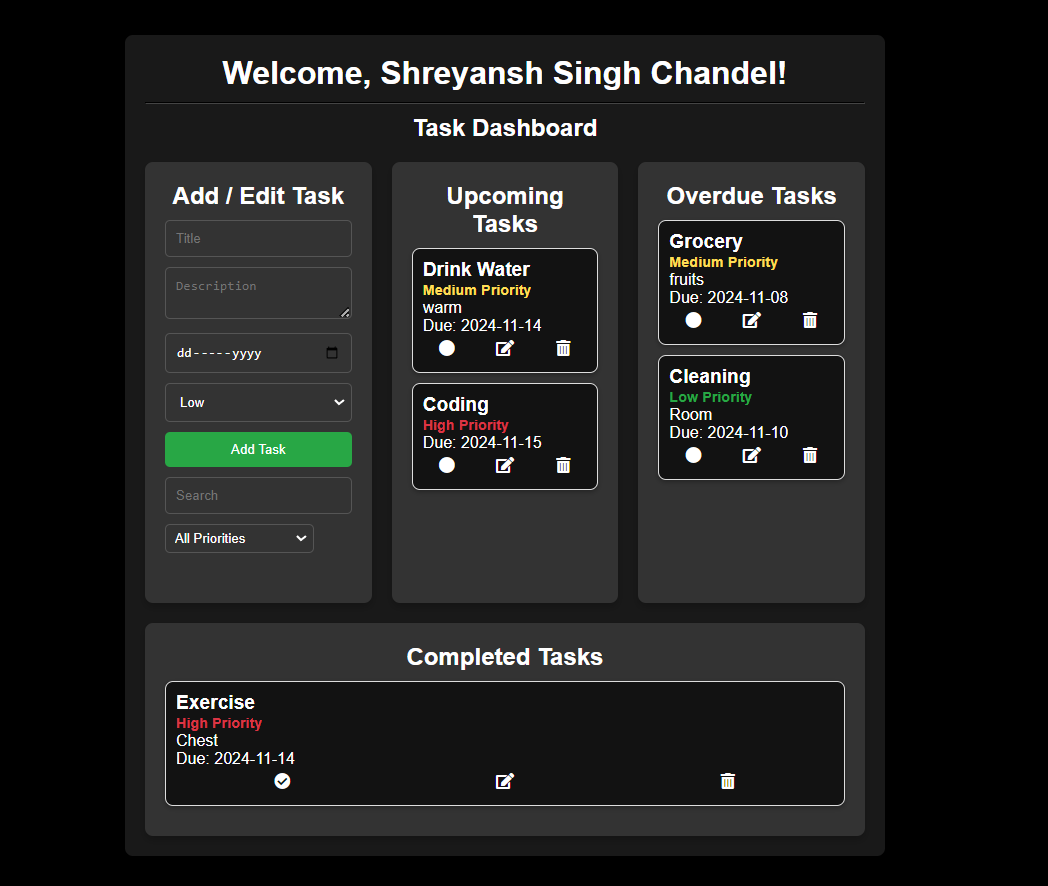 Welcome, Shreyansh Singh Chandel!
Task Dashboard
Add / Edit Task
Title
Description
dd-----yyyy
Low
Add Task
Search
All Priorities
Upcoming
Tasks
Drink Water
Medium Priority
warm
Due: 2024-11-14
Coding
High Priority
Due: 2024-11-15
Overdue Tasks
Grocery
Medium Priority
fruits
Due: 2024-11-08
Cleaning
Low Priority
Room
Due: 2024-11-10
Completed Tasks
Exercise
High Priority
Chest
Due: 2024-11-14